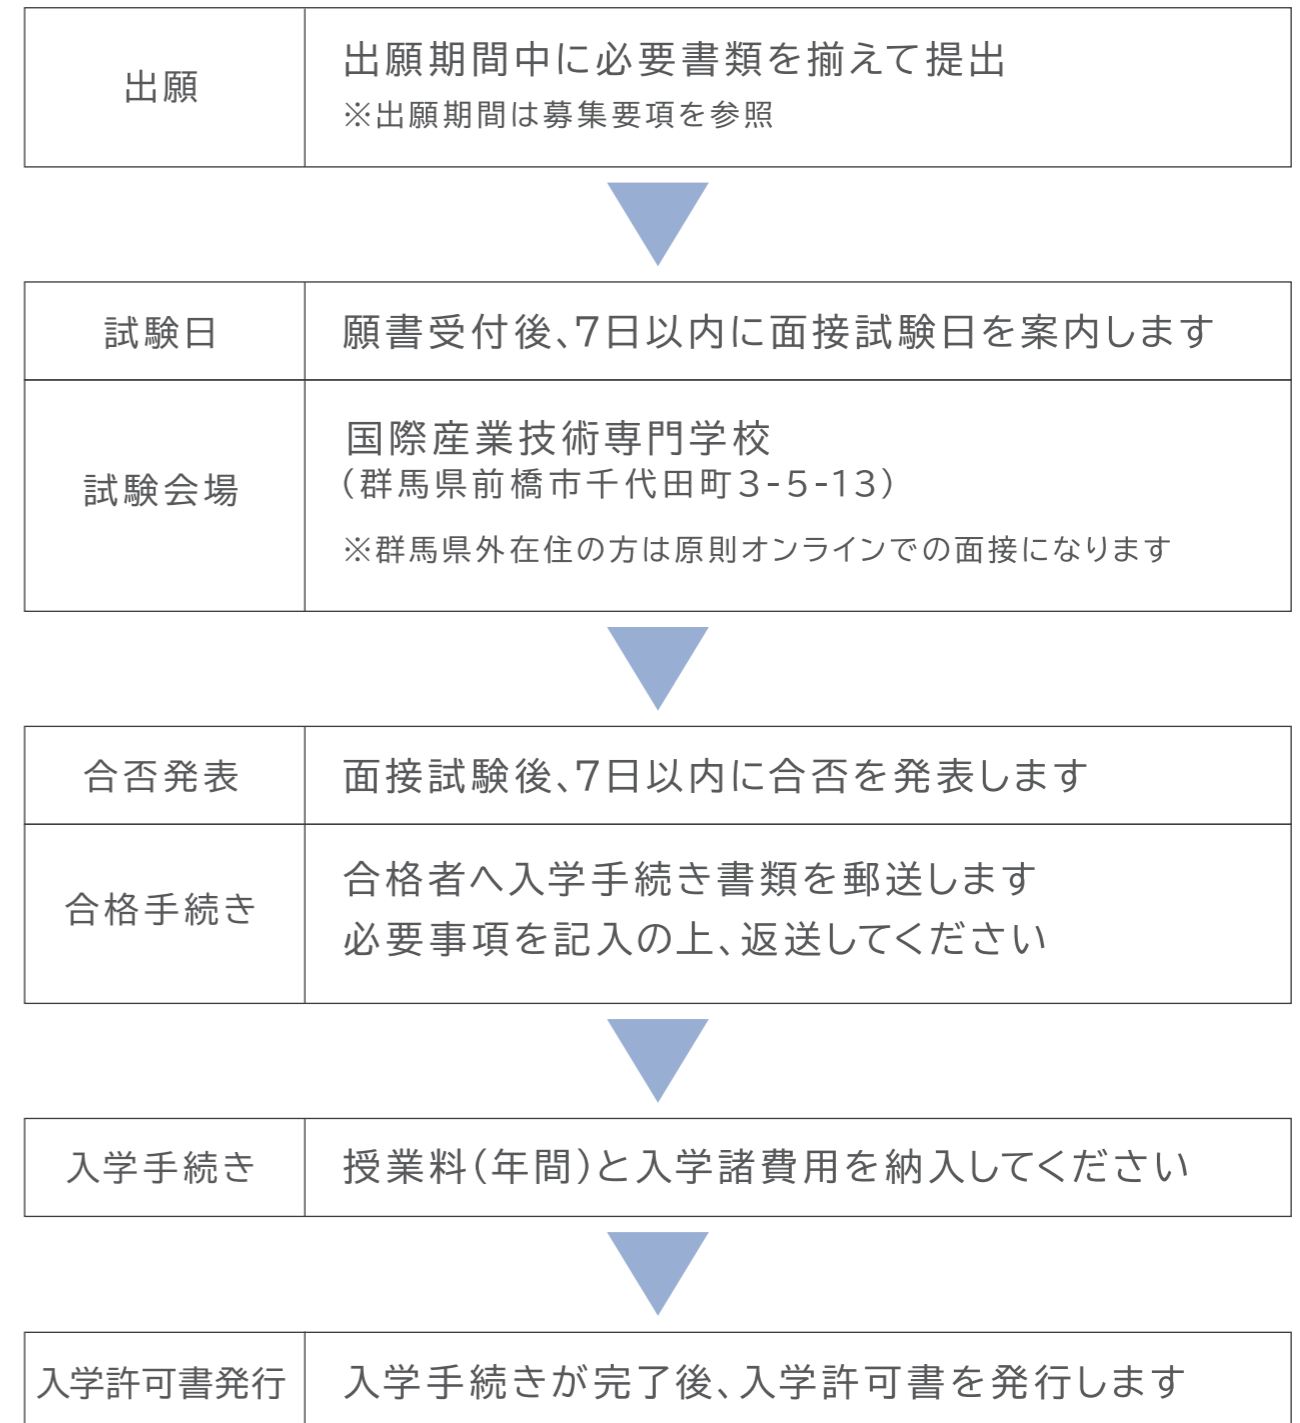 出願
出願期間中に必要書類を揃えて提出
※出願期間は募集要項を参照
試験日
願書受付後、7日以内に面接試験日を案内します
試験会場
国際産業技術専門学校
(群馬県前橋市千代田町3-5-13)
※群馬県外在住の方は原則オンラインでの面接になります
合否発表
面接試験後、7日以内に合否を発表します
合格手続き
合格者へ入学手続き書類を郵送します
必要事項を記入の上、返送してください
入学手続き
授業料(年間)と入学諸費用を納入してください
入学許可書発行
入学手続きが完了後、入学許可書を発行します